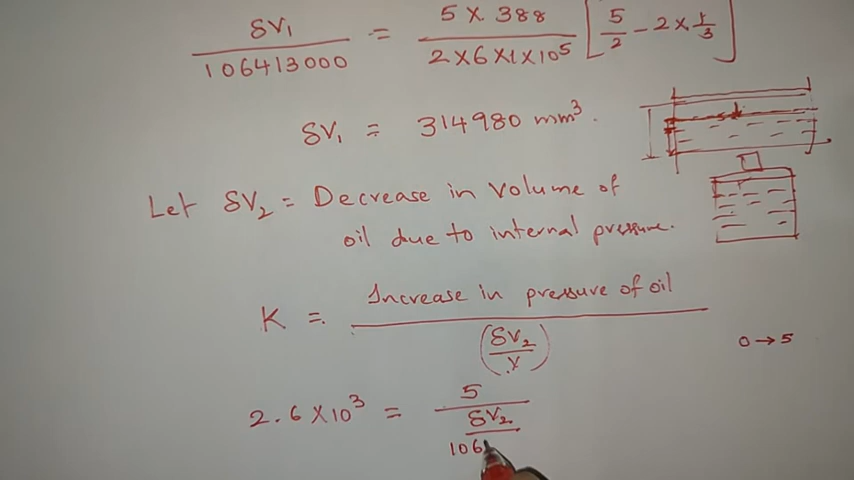 δV₁ / 106413000 = 5 × 388 / 2×6×1×10⁵ [5/2 − 2 × 1/3]
δV₁ = 314980 mm³.
Let δV₂ = Decrease in volume of
oil due to internal pressure.
K = Increase in pressure of oil / (δV₂/V)
0 → 5
2.6 × 10³ = 5 / δV₂ / 106